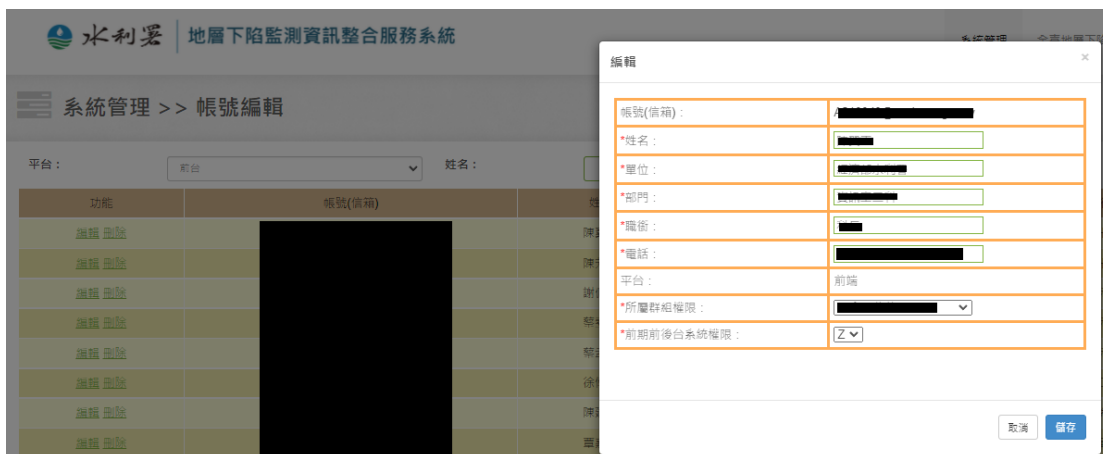 水利署 地層下陷監測資訊整合服務系統
系統管理
系統管理 >> 帳號編輯
平台：
前台
姓名：
功能
帳號(信箱)
姓
編輯 刪除
陳
編輯 刪除
陳
編輯 刪除
謝
編輯 刪除
蔡
編輯 刪除
蔡
編輯 刪除
徐
編輯 刪除
陳
編輯 刪除
章
編輯
×
帳號(信箱)：
*姓名：
*單位：
*部門：
*職銜：
*電話：
平台：
前端
*所屬群組權限：
*前期前後台系統權限：
Z
取消
儲存